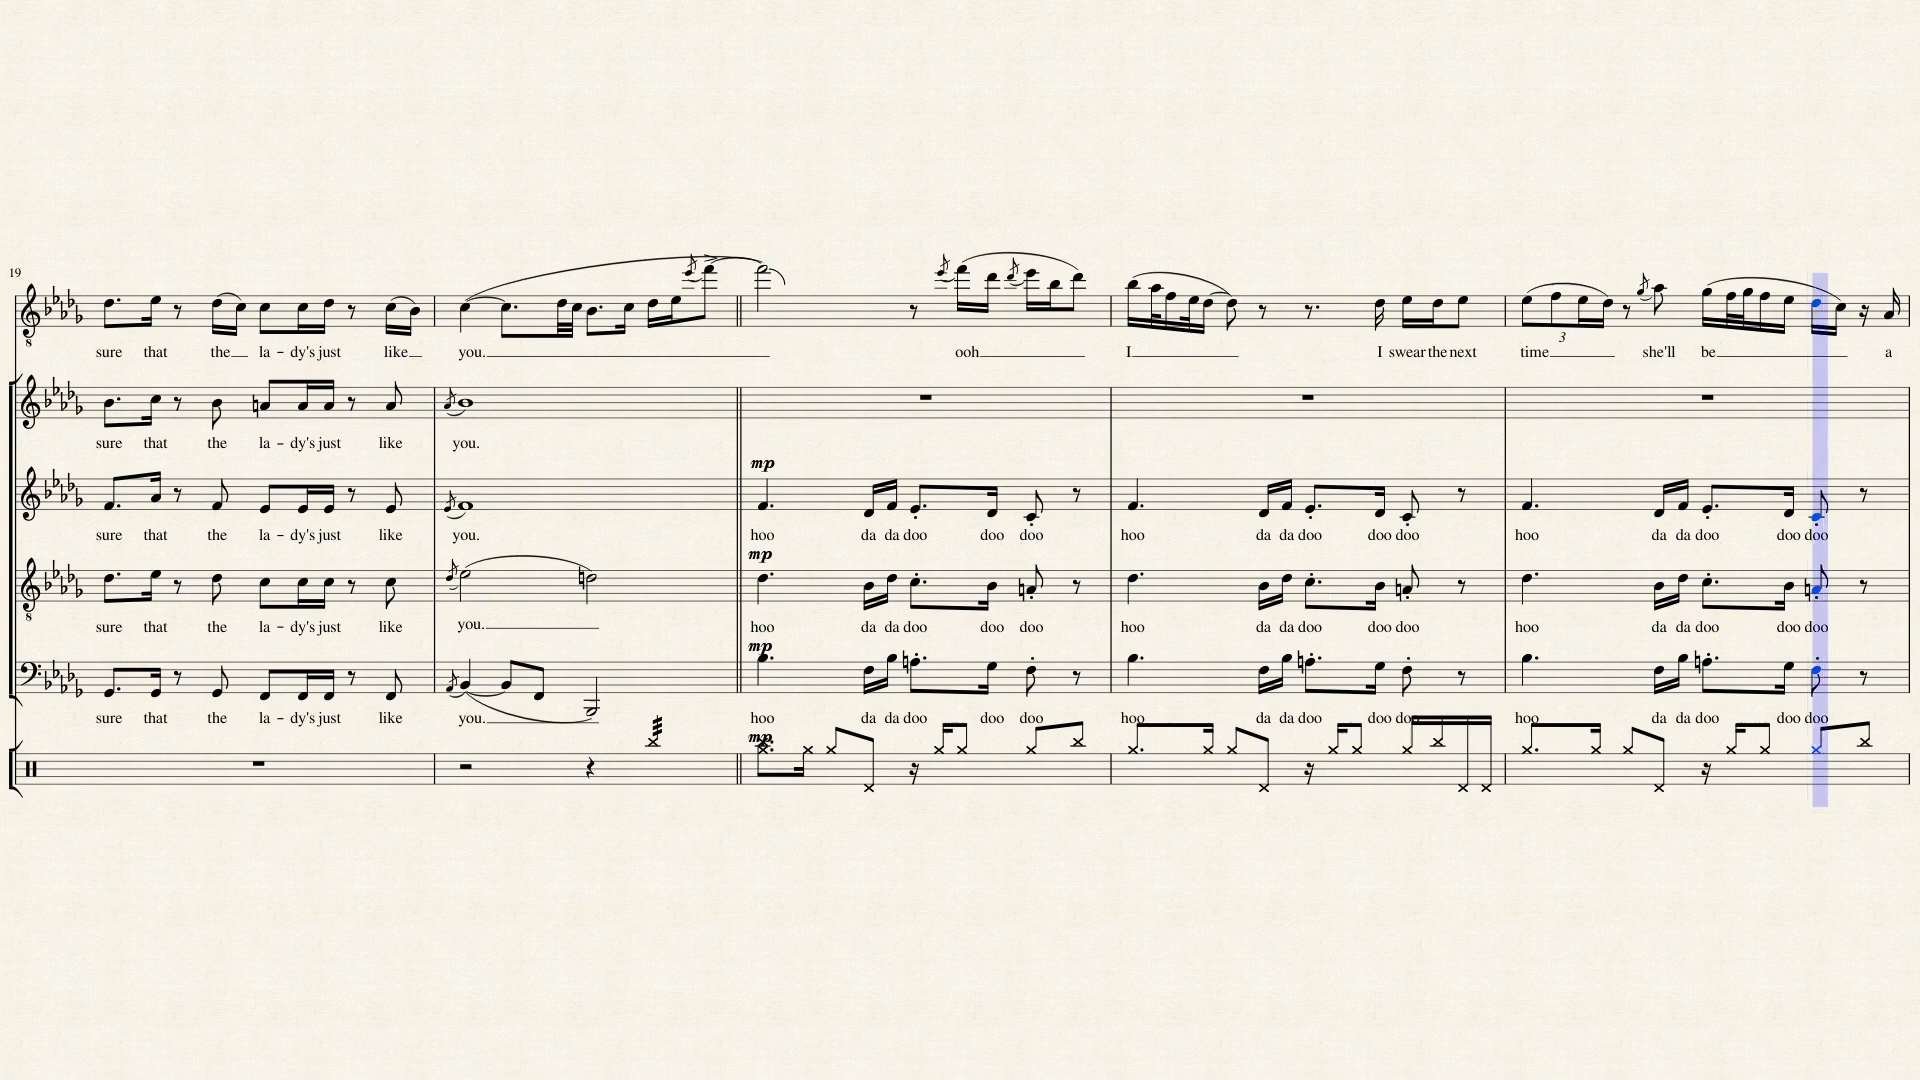 19
sure that the la - dy's just like you. ooh I I swear the next time she'll be a
3
sure that the la - dy's just like you.
mp
sure that the la - dy's just like you. hoo da da doo doo doo hoo da da doo doo doo hoo da da doo doo doo
mp
sure that the la - dy's just like you. hoo da da doo doo doo hoo da da doo doo doo hoo da da doo doo doo
mp
sure that the la - dy's just like you. hoo da da doo doo doo hoo da da doo doo doo hoo da da doo doo doo
mp